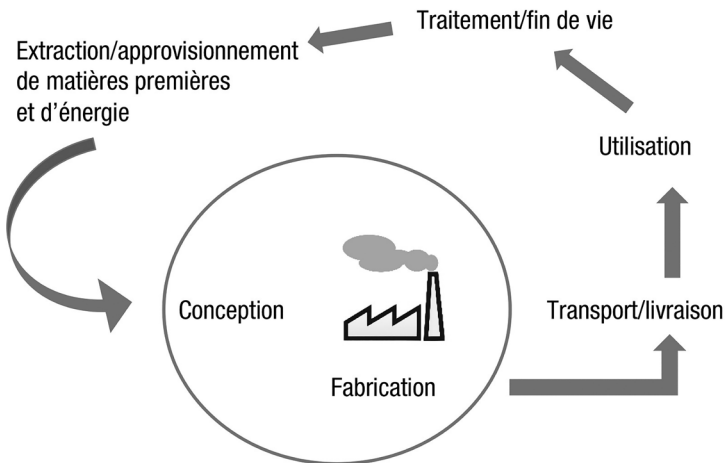 Traitement/fin de vie
Extraction/approvisionnement
de matières premières
et d’énergie
Utilisation
Conception
Transport/livraison
Fabrication